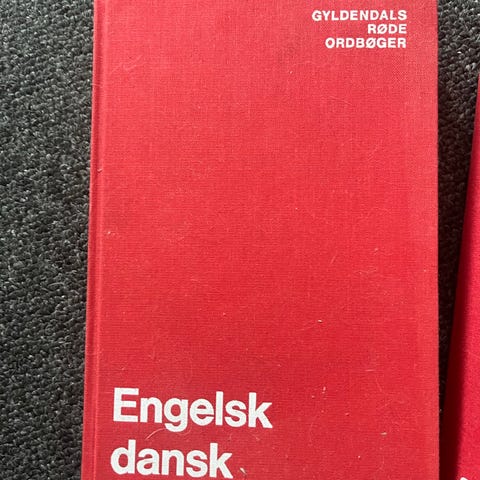 GYLDENDALS
RØDE
ORDBØGER
Engelsk
dansk